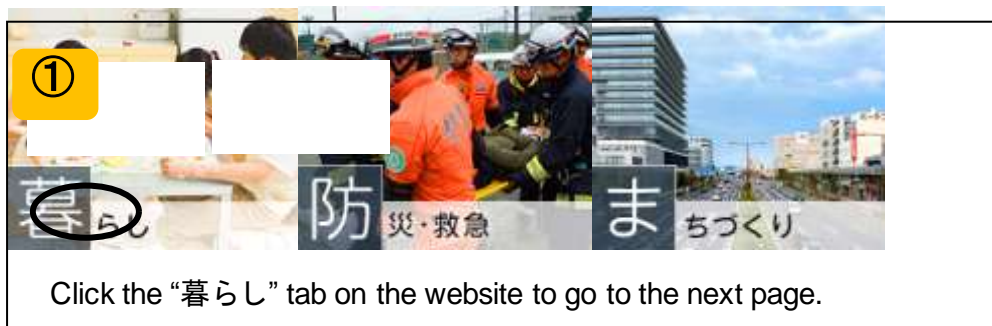 ①
暮らし
防災・救急
まちづくり
Click the “暮らし” tab on the website to go to the next page.